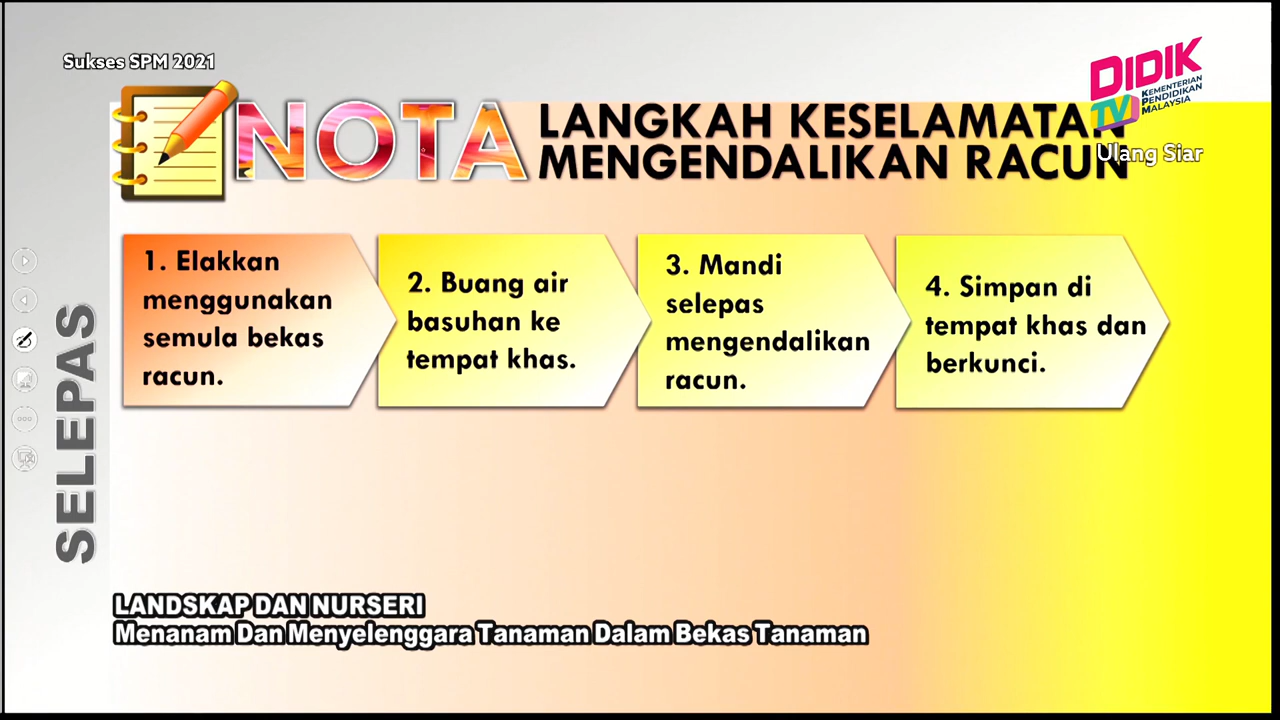 Sukses SPM 2021
DIDIK
TV
KEMENTERIAN
PENDIDIKAN
MALAYSIA
Ulang Siar
NOTA
LANGKAH KESELAMATAN
MENGENDALIKAN RACUN
SELEPAS
1. Elakkan
menggunakan
semula bekas
racun.
2. Buang air
basuhan ke
tempat khas.
3. Mandi
selepas
mengendalikan
racun.
4. Simpan di
tempat khas dan
berkunci.
LANDSKAP DAN NURSERI
Menanam Dan Menyelenggara Tanaman Dalam Bekas Tanaman